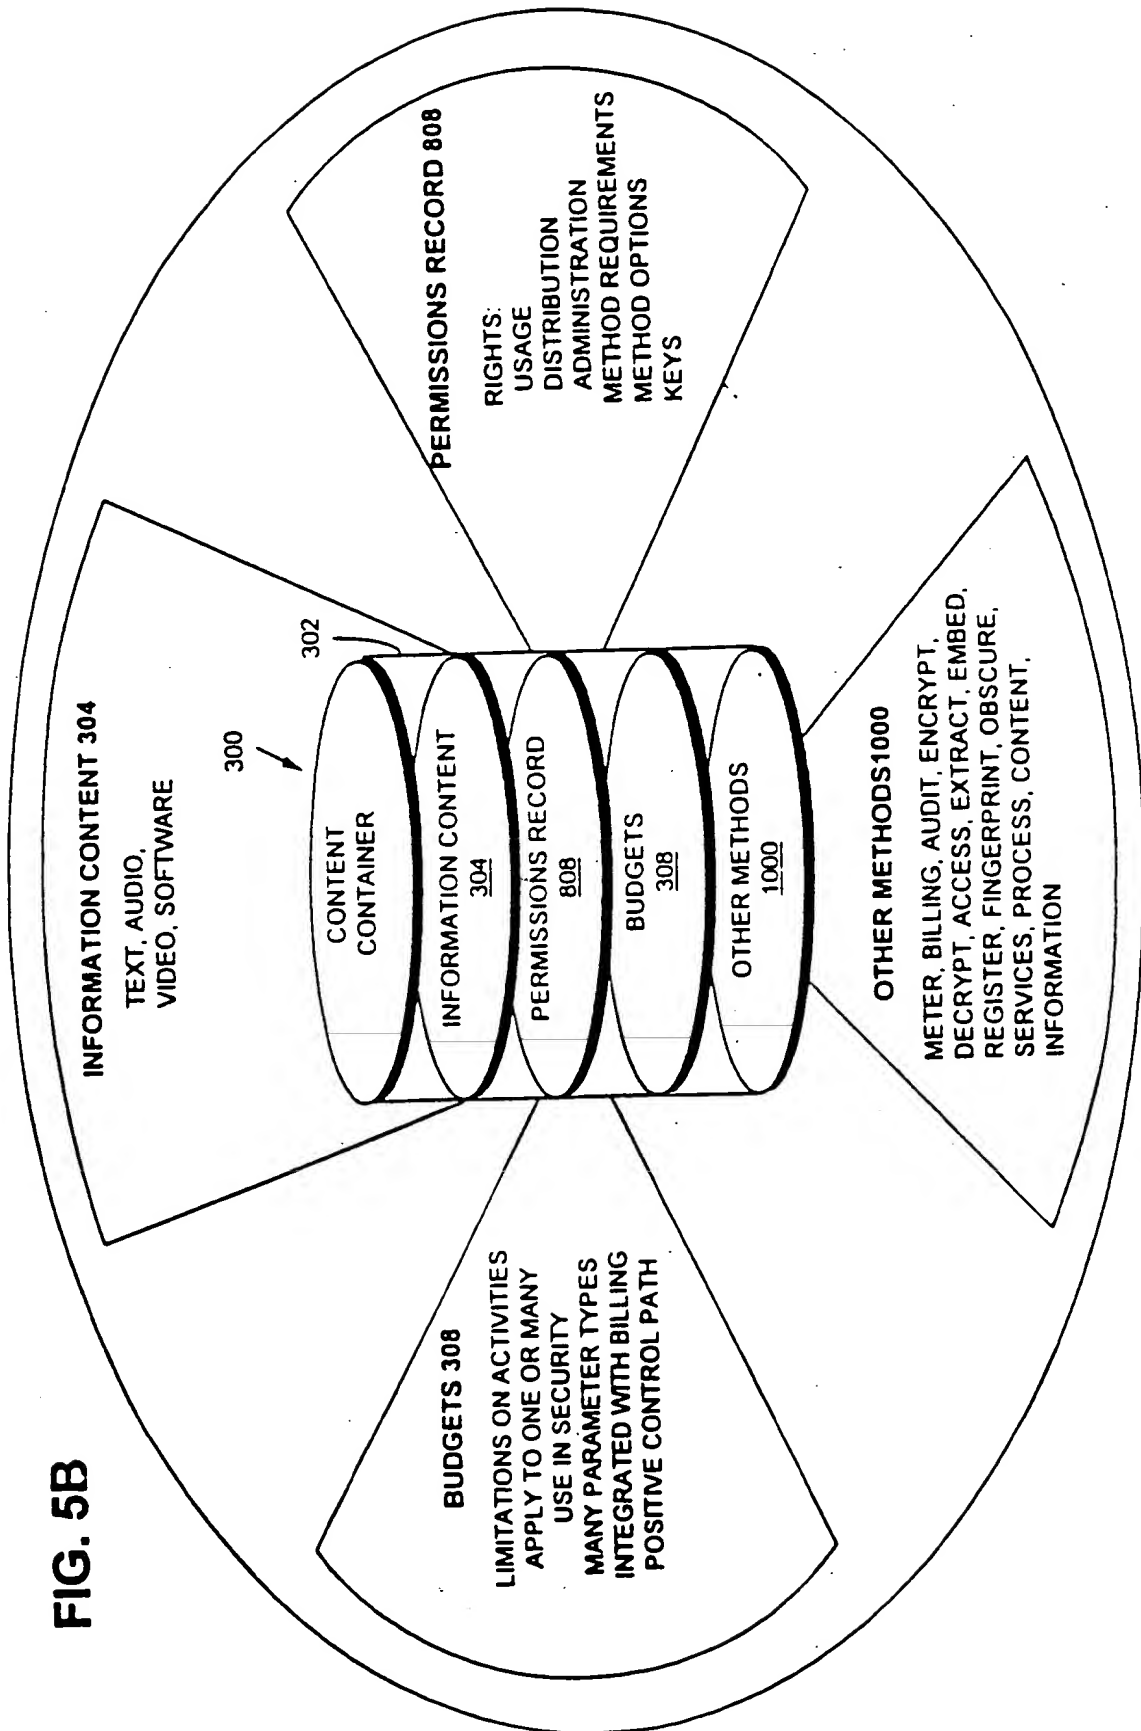 FIG. 5B
INFORMATION CONTENT 304
TEXT, AUDIO,
VIDEO, SOFTWARE
300
302
CONTENT
CONTAINER
INFORMATION CONTENT
304
PERMISSIONS RECORD
808
BUDGETS
308
OTHER METHODS
1000
BUDGETS 308
LIMITATIONS ON ACTIVITIES
APPLY TO ONE OR MANY
USE IN SECURITY
MANY PARAMETER TYPES
INTEGRATED WITH BILLING
POSITIVE CONTROL PATH
PERMISSIONS RECORD 808
RIGHTS:
USAGE
DISTRIBUTION
ADMINISTRATION
METHOD REQUIREMENTS
METHOD OPTIONS
KEYS
OTHER METHODS1000
METER, BILLING, AUDIT, ENCRYPT,
DECRYPT, ACCESS, EXTRACT, EMBED,
REGISTER, FINGERPRINT, OBSCURE,
SERVICES, PROCESS, CONTENT,
INFORMATION